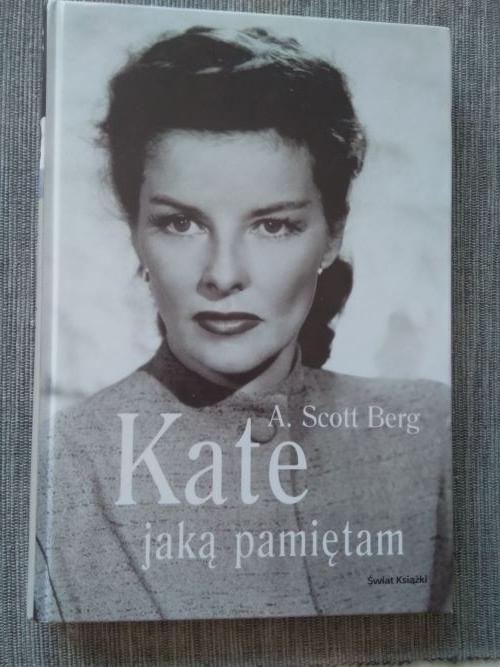 A. Scott Berg
Kate
jaką pamiętam
Świat Książki